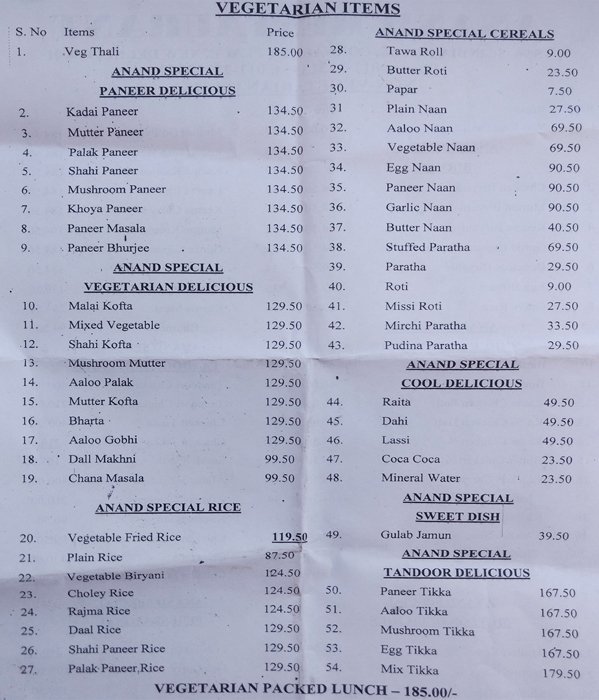 VEGETARIAN ITEMS
S. No Items Price
1. Veg Thali 185.00
ANAND SPECIAL
PANEER DELICIOUS
2. Kadai Paneer 134.50
3. Mutter Paneer 134.50
4. Palak Paneer 134.50
5. Shahi Paneer 134.50
6. Mushroom Paneer 134.50
7. Khoya Paneer 134.50
8. Paneer Masala 134.50
9. Paneer Bhurjee 134.50
ANAND SPECIAL
VEGETARIAN DELICIOUS
10. Malai Kofta 129.50
11. Mixed Vegetable 129.50
12. Shahi Kofta 129.50
13. Mushroom Mutter 129.50
14. Aaloo Palak 129.50
15. Mutter Kofta 129.50
16. Bharta 129.50
17. Aaloo Gobhi 129.50
18. Dall Makhni 99.50
19. Chana Masala 99.50
ANAND SPECIAL RICE
20. Vegetable Fried Rice 119.50
21. Plain Rice 87.50
22. Vegetable Biryani 124.50
23. Choley Rice 124.50
24. Rajma Rice 124.50
25. Daal Rice 129.50
26. Shahi Paneer Rice 129.50
27. Palak Paneer Rice 129.50
ANAND SPECIAL CEREALS
28. Tawa Roll 9.00
29. Butter Roti 23.50
30. Papar 7.50
31 Plain Naan 27.50
32. Aaloo Naan 69.50
33. Vegetable Naan 69.50
34. Egg Naan 90.50
35. Paneer Naan 90.50
36. Garlic Naan 90.50
37. Butter Naan 40.50
38. Stuffed Paratha 69.50
39. Paratha 29.50
40. Roti 9.00
41. Missi Roti 27.50
42. Mirchi Paratha 33.50
43. Pudina Paratha 29.50
ANAND SPECIAL
COOL DELICIOUS
44. Raita 49.50
45. Dahi 49.50
46. Lassi 49.50
47. Coca Coca 23.50
48. Mineral Water 23.50
ANAND SPECIAL
SWEET DISH
49. Gulab Jamun 39.50
ANAND SPECIAL
TANDOOR DELICIOUS
50. Paneer Tikka 167.50
51. Aaloo Tikka 167.50
52. Mushroom Tikka 167.50
53. Egg Tikka 167.50
54. Mix Tikka 179.50
VEGETARIAN PACKED LUNCH – 185.00/-